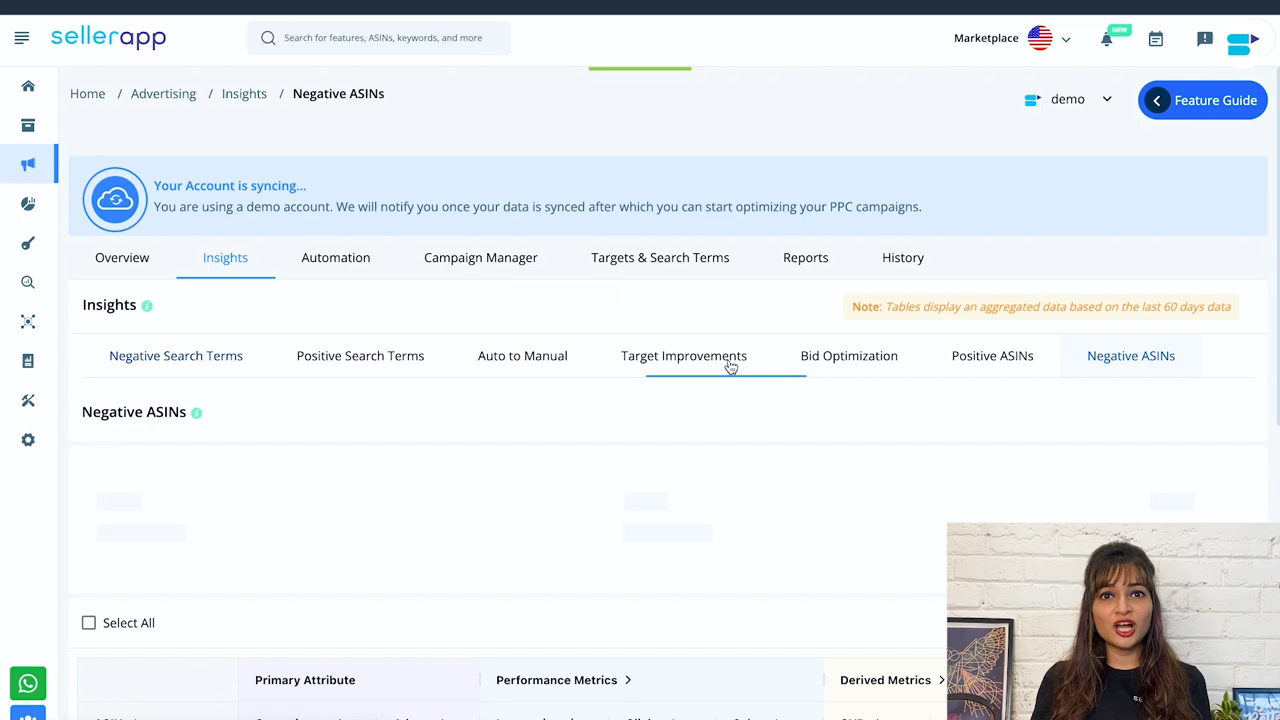 sellerapp
Search for features, ASINs, keywords, and more
Marketplace
NEW
Home / Advertising / Insights / Negative ASINs
demo
Feature Guide
Your Account is syncing...
You are using a demo account. We will notify you once your data is synced after which you can start optimizing your PPC campaigns.
Overview Insights Automation Campaign Manager Targets & Search Terms Reports History
Insights
Note: Tables display an aggregated data based on the last 60 days data
Negative Search Terms Positive Search Terms Auto to Manual Target Improvements Bid Optimization Positive ASINs Negative ASINs
Negative ASINs
Select All
Primary Attribute Performance Metrics > Derived Metrics >